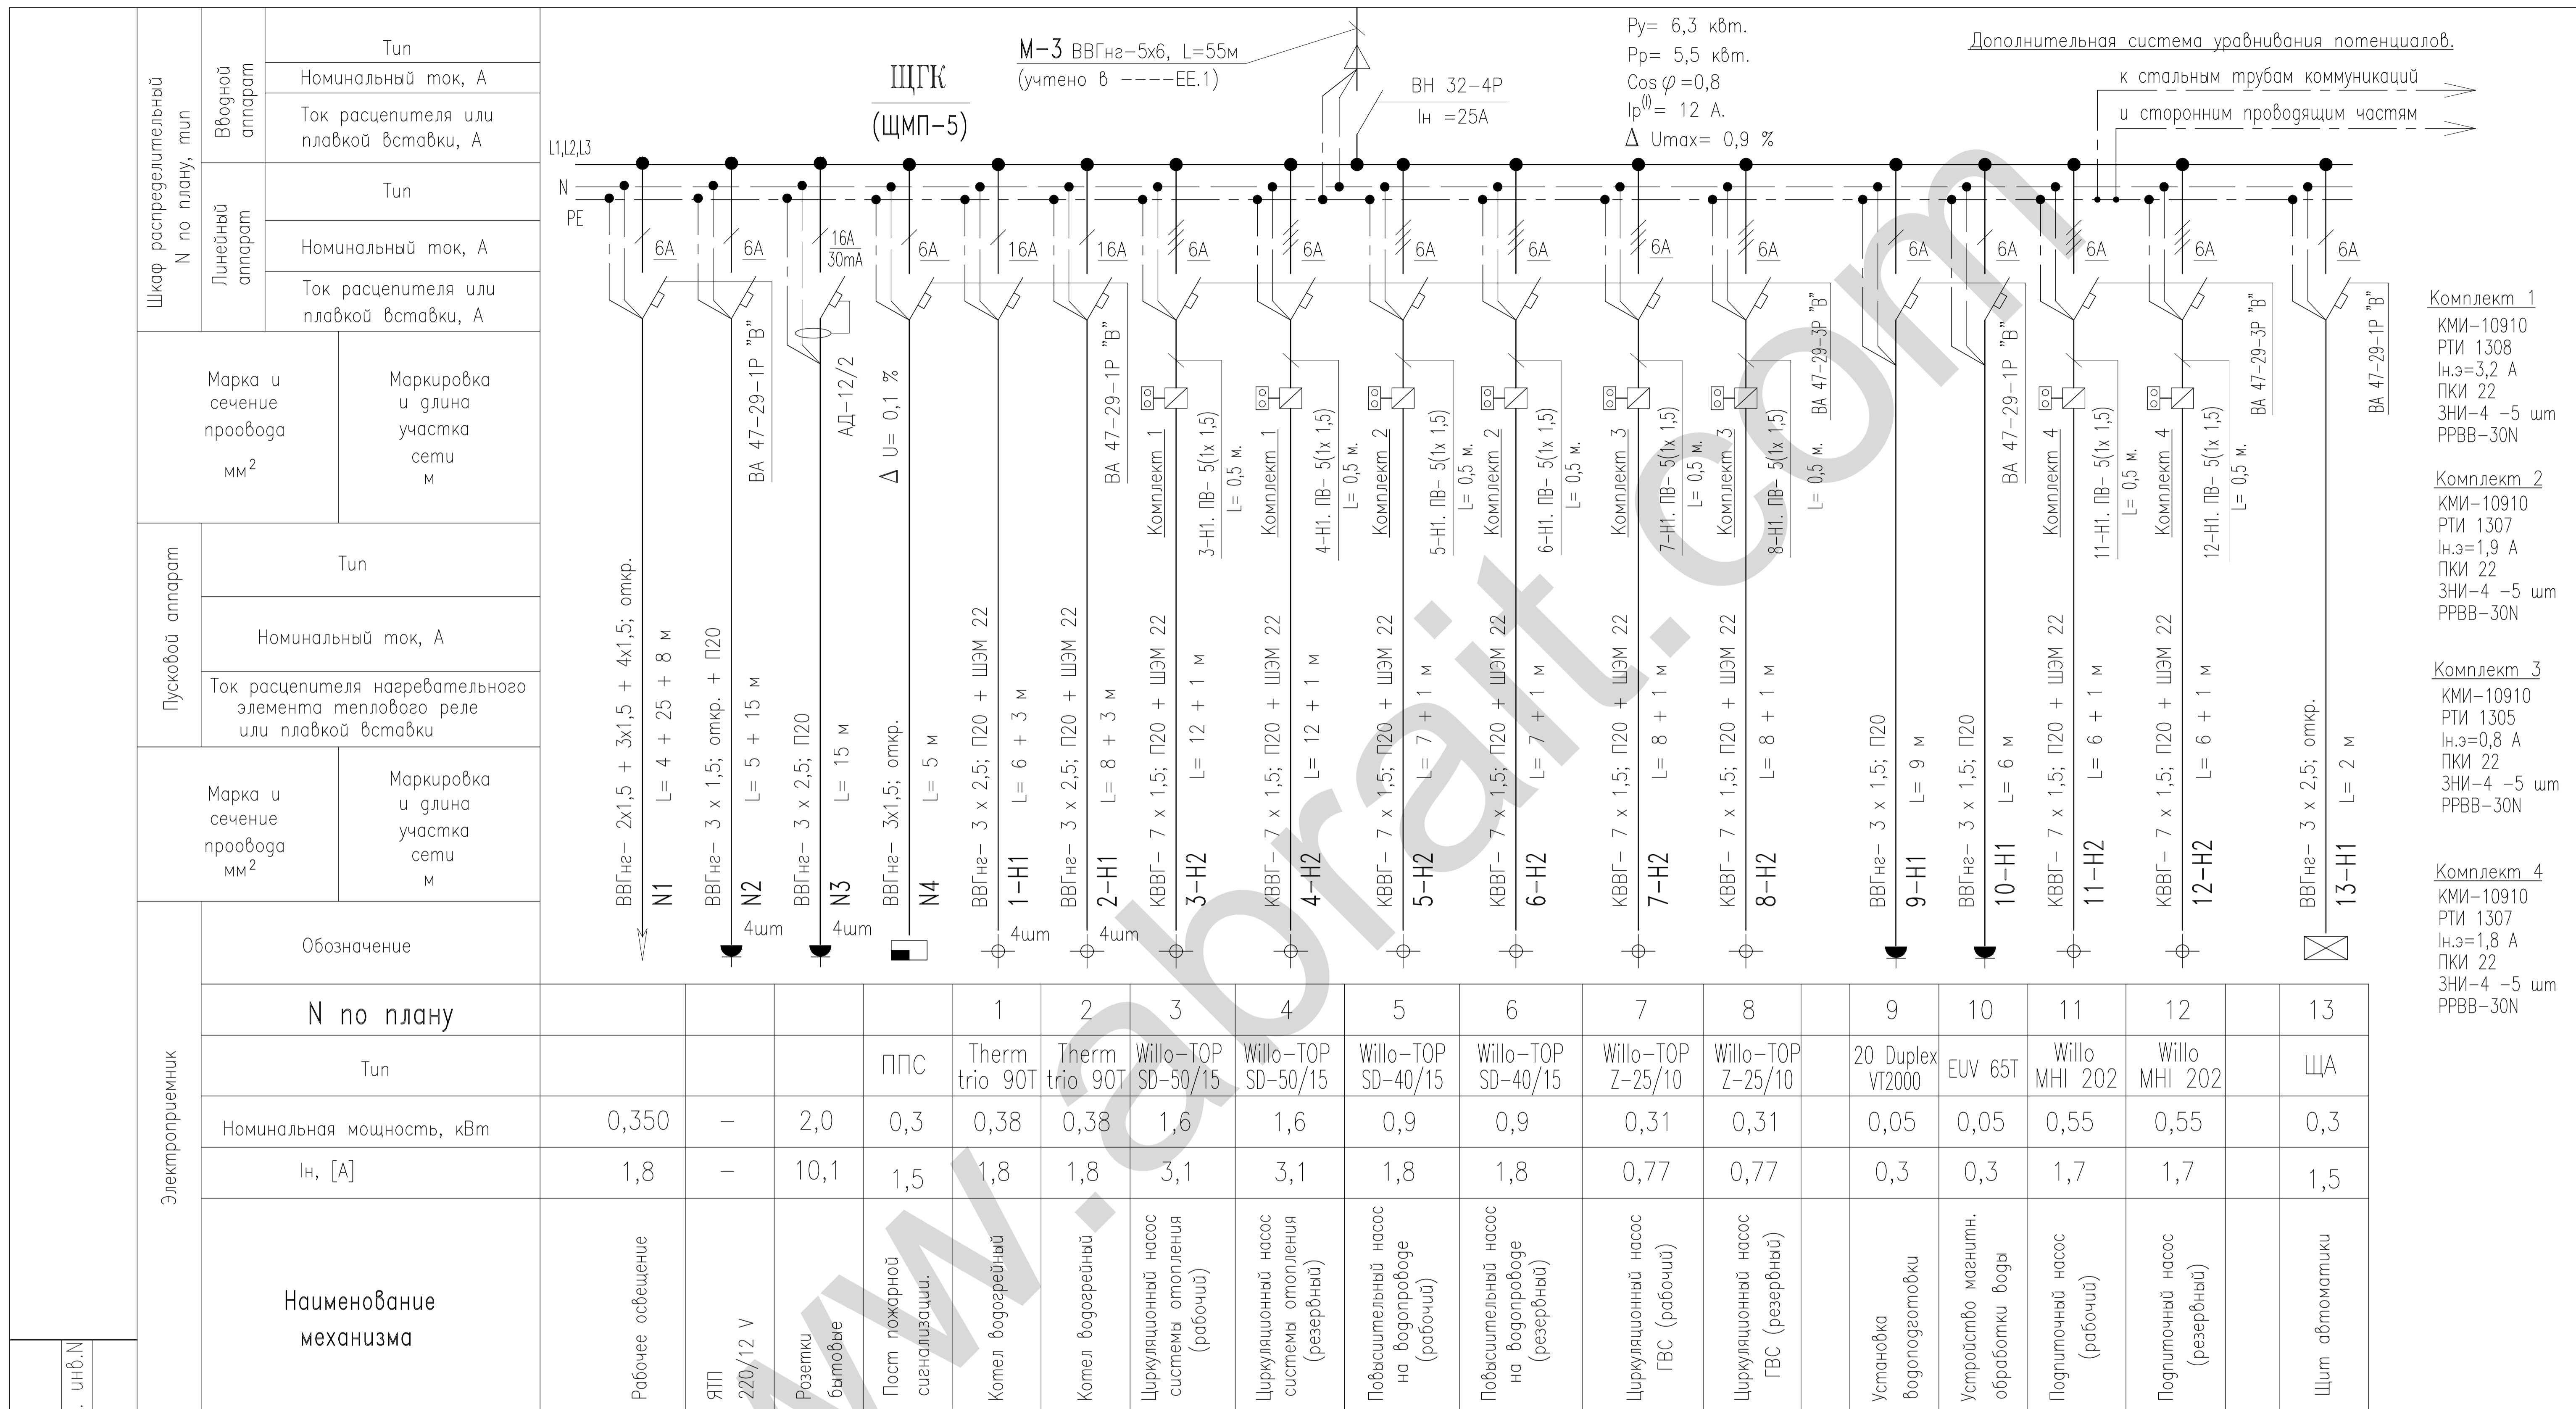 Шкаф распределительный
N по плану, тип
Вводной
аппарат
Тип
Номинальный ток, А
Ток расцепителя или
плавкой вставки, А
Линейный
аппарат
Тип
Номинальный ток, А
Ток расцепителя или
плавкой вставки, А
Марка и
сечение
проовода
мм²
Маркировка
и длина
участка
сети
м
Пусковой аппарат
Тип
Номинальный ток, А
Ток расцепителя нагревательного
элемента теплового реле
или плавкой вставки
Марка и
сечение
проовода
мм²
Маркировка
и длина
участка
сети
м
Электроприемник
Обозначение
N по плану
Тип
Номинальная мощность, кВт
Iн, [А]
Наименование
механизма
. инв.N
ЩГК
(ЩМП-5)
М-3 ВВГнг-5х6, L=55м
(учтено в ----ЕЕ.1)
ВН 32-4Р
Iн =25А
Ру= 6,3 квт.
Рр= 5,5 квт.
Cos φ =0,8
Iр(I)= 12 А.
Δ Umax= 0,9 %
Дополнительная система уравнивания потенциалов.
к стальным трубам коммуникаций
и сторонним проводящим частям
L1,L2,L3
N
PE
6А
6А
16А
30mA
6А
16А
16А
6А
6А
6А
6А
6А
6А
6А
6А
6А
6А
6А
ВА 47-29-1Р "В"
АД-12/2
Δ U= 0,1 %
ВА 47-29-1Р "В"
ВА 47-29-3Р "В"
ВА 47-29-1Р "В"
ВА 47-29-3Р "В"
ВА 47-29-1Р "В"
Комплект 1
3-Н1. ПВ- 5(1х 1,5)
L= 0,5 м.
Комплект 1
4-Н1. ПВ- 5(1х 1,5)
L= 0,5 м.
Комплект 2
5-Н1. ПВ- 5(1х 1,5)
L= 0,5 м.
Комплект 2
6-Н1. ПВ- 5(1х 1,5)
L= 0,5 м.
Комплект 3
7-Н1. ПВ- 5(1х 1,5)
L= 0,5 м.
Комплект 3
8-Н1. ПВ- 5(1х 1,5)
L= 0,5 м.
Комплект 4
11-Н1. ПВ- 5(1х 1,5)
L= 0,5 м.
Комплект 4
12-Н1. ПВ- 5(1х 1,5)
L= 0,5 м.
ВВГнг- 2х1,5 + 3х1,5 + 4х1,5; откр.
L= 4 + 25 + 8 м
N1
ВВГнг- 3 х 1,5; откр. + П20
L= 5 + 15 м
N2
4шт
ВВГнг- 3 х 2,5; П20
L= 15 м
N3
4шт
ВВГнг- 3х1,5; откр.
L= 5 м
N4
ВВГнг- 3 х 2,5; П20 + ШЭМ 22
L= 6 + 3 м
1-Н1
4шт
ВВГнг- 3 х 2,5; П20 + ШЭМ 22
L= 8 + 3 м
2-Н1
4шт
КВВГ- 7 х 1,5; П20 + ШЭМ 22
L= 12 + 1 м
3-Н2
КВВГ- 7 х 1,5; П20 + ШЭМ 22
L= 12 + 1 м
4-Н2
КВВГ- 7 х 1,5; П20 + ШЭМ 22
L= 7 + 1 м
5-Н2
КВВГ- 7 х 1,5; П20 + ШЭМ 22
L= 7 + 1 м
6-Н2
КВВГ- 7 х 1,5; П20 + ШЭМ 22
L= 8 + 1 м
7-Н2
КВВГ- 7 х 1,5; П20 + ШЭМ 22
L= 8 + 1 м
8-Н2
ВВГнг- 3 х 1,5; П20
L= 9 м
9-Н1
ВВГнг- 3 х 1,5; П20
L= 6 м
10-Н1
КВВГ- 7 х 1,5; П20 + ШЭМ 22
L= 6 + 1 м
11-Н2
КВВГ- 7 х 1,5; П20 + ШЭМ 22
L= 6 + 1 м
12-Н2
ВВГнг- 3 х 2,5; откр.
L= 2 м
13-Н1
1 2 3 4 5 6 7 8 9 10 11 12 13
ППС
Therm
trio 90T
Therm
trio 90T
Willo-TOP
SD-50/15
Willo-TOP
SD-50/15
Willo-TOP
SD-40/15
Willo-TOP
SD-40/15
Willo-TOP
Z-25/10
Willo-TOP
Z-25/10
20 Duplex
VT2000
EUV 65T
Willo
MHI 202
Willo
MHI 202
ЩА
0,350 - 2,0 0,3 0,38 0,38 1,6 1,6 0,9 0,9 0,31 0,31 0,05 0,05 0,55 0,55 0,3
1,8 - 10,1 1,5 1,8 1,8 3,1 3,1 1,8 1,8 0,77 0,77 0,3 0,3 1,7 1,7 1,5
Рабочее освещение
ЯТП
220/12 V
Розетки
бытовые
Пост пожарной
сигнализации.
Котел водогрейный
Котел водогрейный
Циркуляционный насос
системы отопления
(рабочий)
Циркуляционный насос
системы отопления
(резервный)
Повысительный насос
на водопроводе
(рабочий)
Повысительный насос
на водопроводе
(резервный)
Циркуляционный насос
ГВС (рабочий)
Циркуляционный насос
ГВС (резервный)
Установка
водоподготовки
Устройство магнитн.
обработки воды
Подпиточный насос
(рабочий)
Подпиточный насос
(резервный)
Щит автоматики
Комплект 1
КМИ-10910
РТИ 1308
Iн.э=3,2 А
ПКИ 22
ЗНИ-4 -5 шт
РРВВ-30N
Комплект 2
КМИ-10910
РТИ 1307
Iн.э=1,9 А
ПКИ 22
ЗНИ-4 -5 шт
РРВВ-30N
Комплект 3
КМИ-10910
РТИ 1305
Iн.э=0,8 А
ПКИ 22
ЗНИ-4 -5 шт
РРВВ-30N
Комплект 4
КМИ-10910
РТИ 1307
Iн.э=1,8 А
ПКИ 22
ЗНИ-4 -5 шт
РРВВ-30N
w.abrait.com